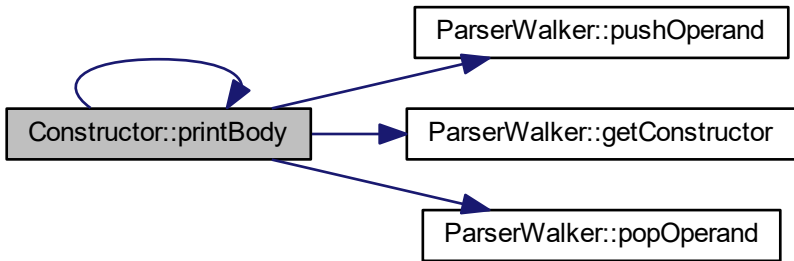 ParserWalker::pushOperand
Constructor::printBody
ParserWalker::getConstructor
ParserWalker::popOperand